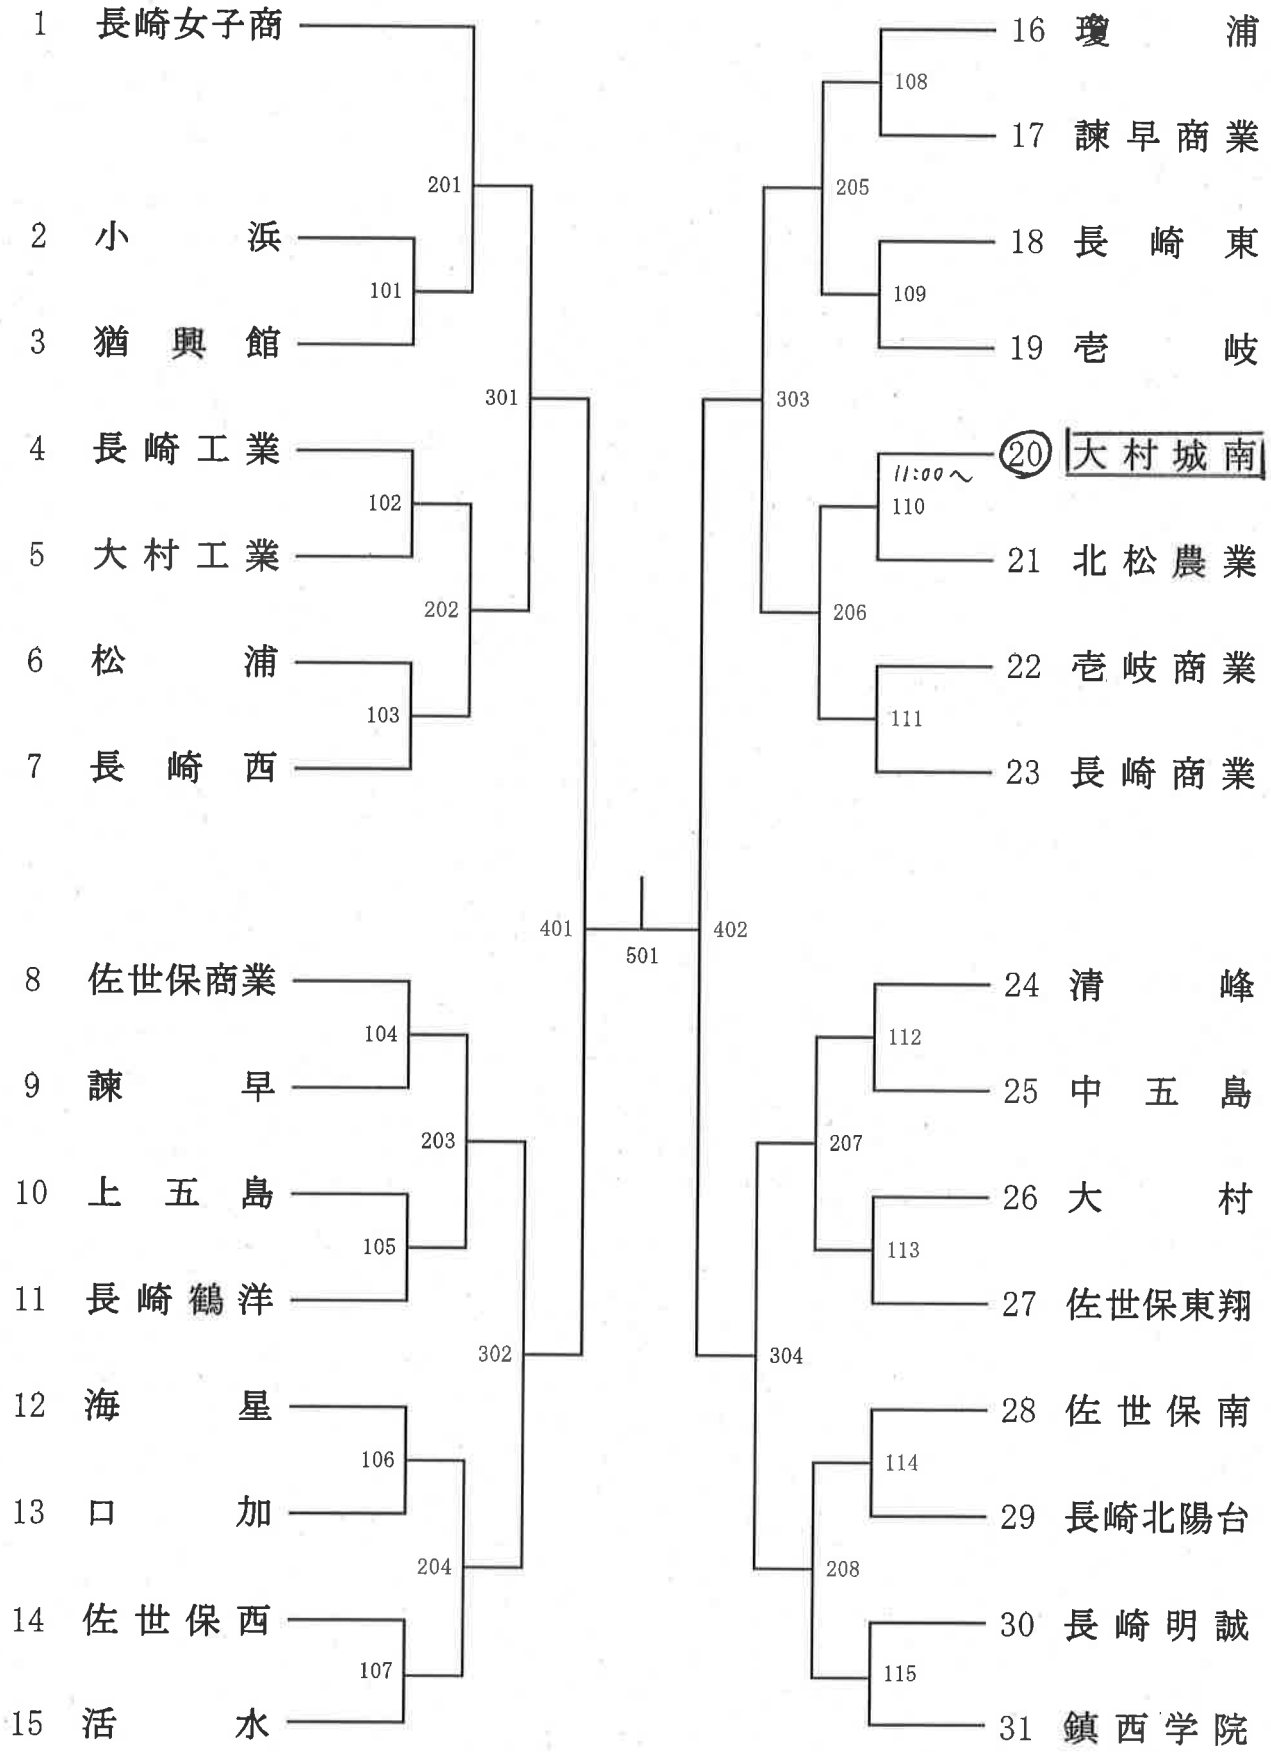 1 長崎女子商
201
2 小浜
101
3 猶興館
301
4 長崎工業
102
5 大村工業
202
6 松浦
103
7 長崎西
401
8 佐世保商業
104
9 諫早
203
10 上五島
105
11 長崎鶴洋
302
12 海星
106
13 口加
204
14 佐世保西
107
15 活水
501
16 瓊浦
108
17 諫早商業
205
18 長崎東
109
19 壱岐
303
20 大村城南
11:00〜
110
21 北松農業
206
22 壱岐商業
111
23 長崎商業
402
24 清峰
112
25 中五島
207
26 大村
113
27 佐世保東翔
304
28 佐世保南
114
29 長崎北陽台
208
30 長崎明誠
115
31 鎮西学院